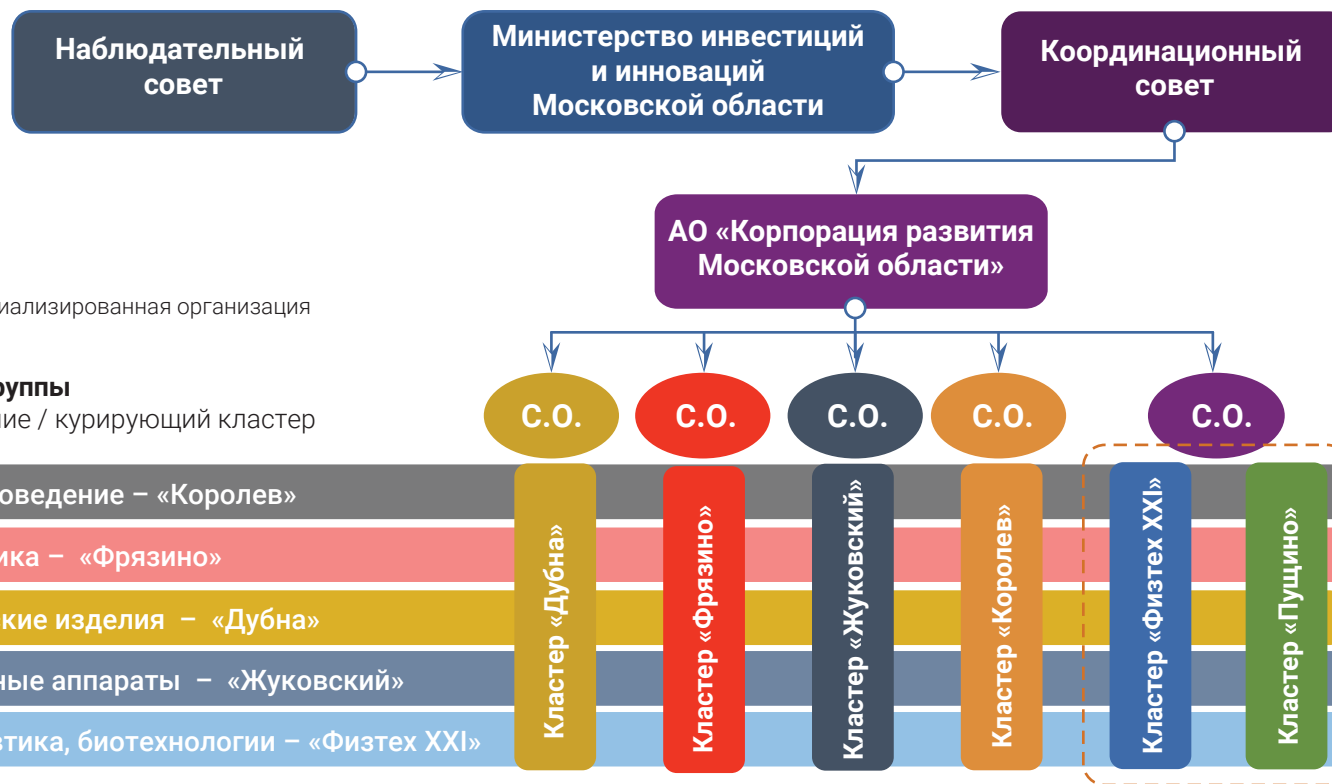 Наблюдательный
совет
Министерство инвестиций
и инноваций
Московской области
Координационный
совет
АО «Корпорация развития
Московской области»
циализированная организация
руппы
ние / курирующий кластер
С.О.
С.О.
С.О.
С.О.
С.О.
оведение – «Королев»
ика – «Фрязино»
ские изделия – «Дубна»
ные аппараты – «Жуковский»
втика, биотехнологии – «Физтех XXI»
Кластер «Дубна»
Кластер «Фрязино»
Кластер «Жуковский»
Кластер «Королев»
Кластер «Физтех XXI»
Кластер «Пущино»